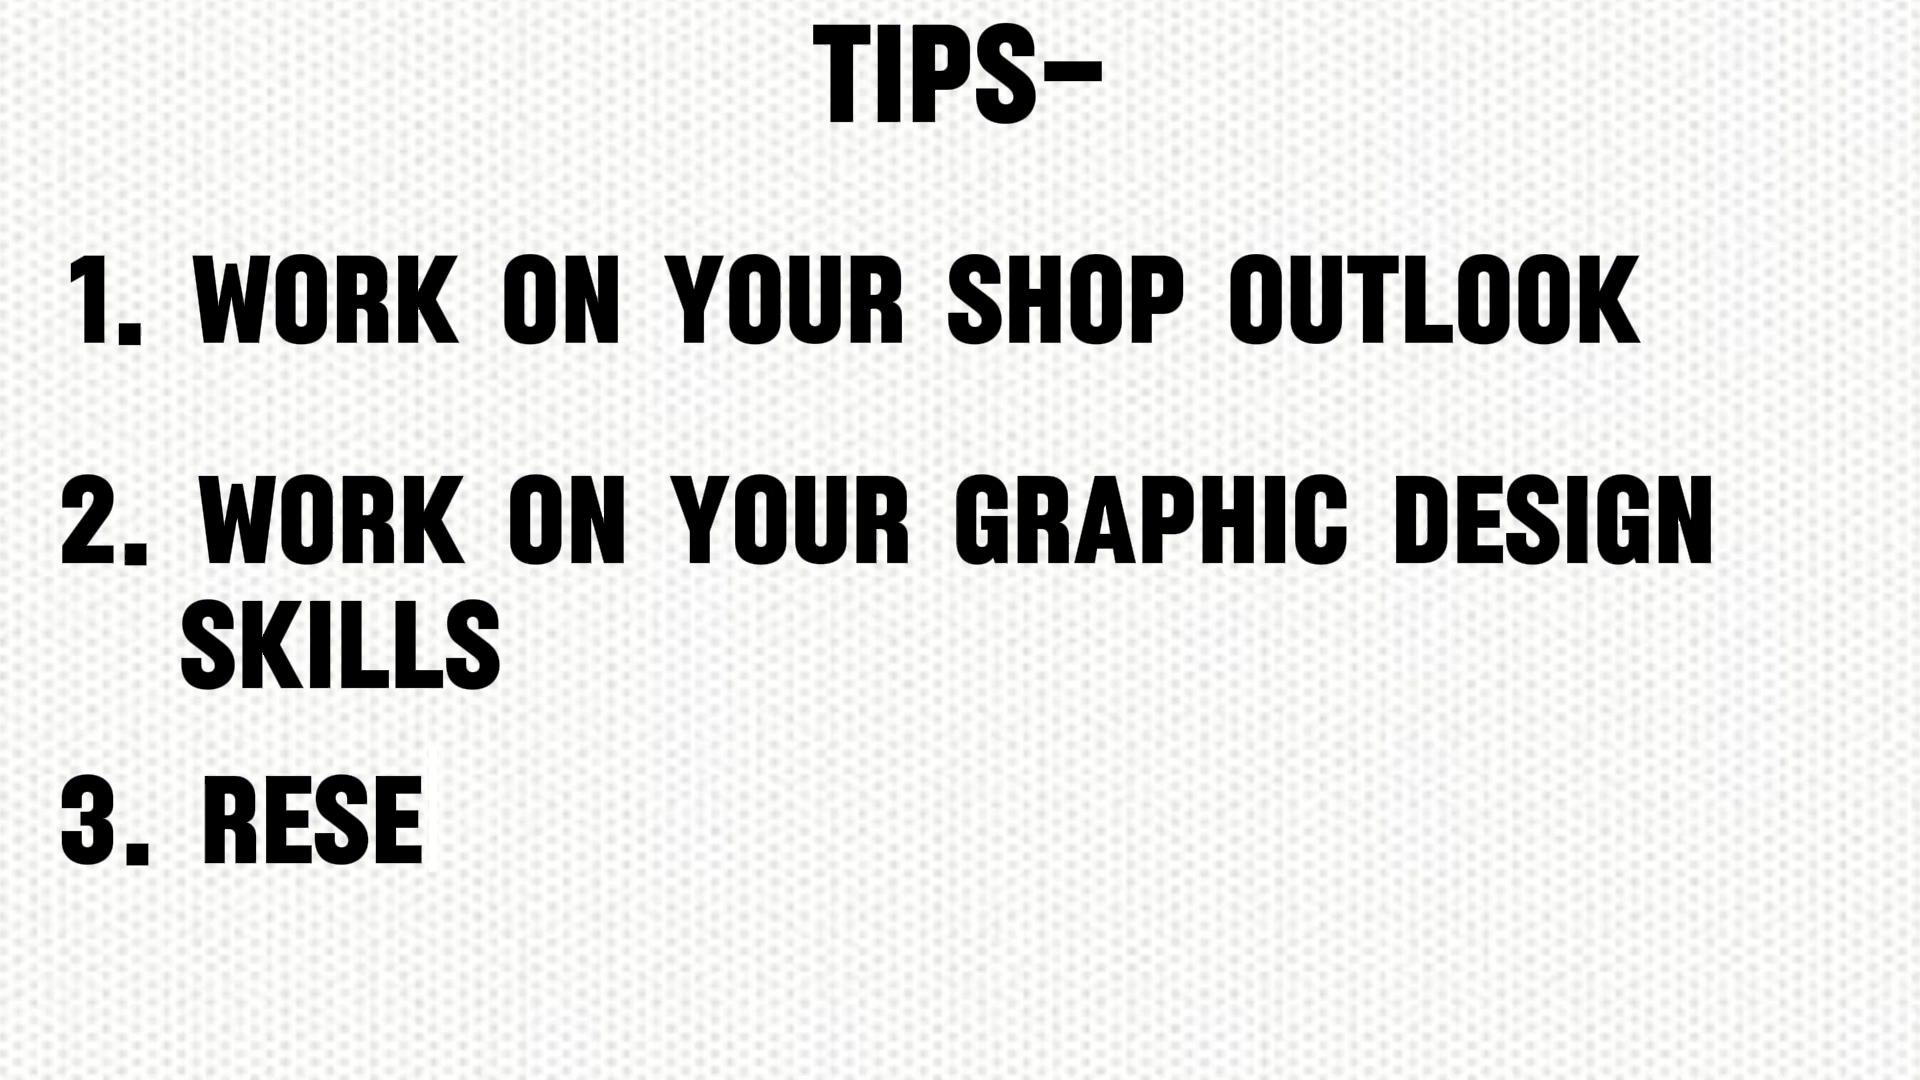 TIPS-
1. WORK ON YOUR SHOP OUTLOOK
2. WORK ON YOUR GRAPHIC DESIGN
SKILLS
3. RESE